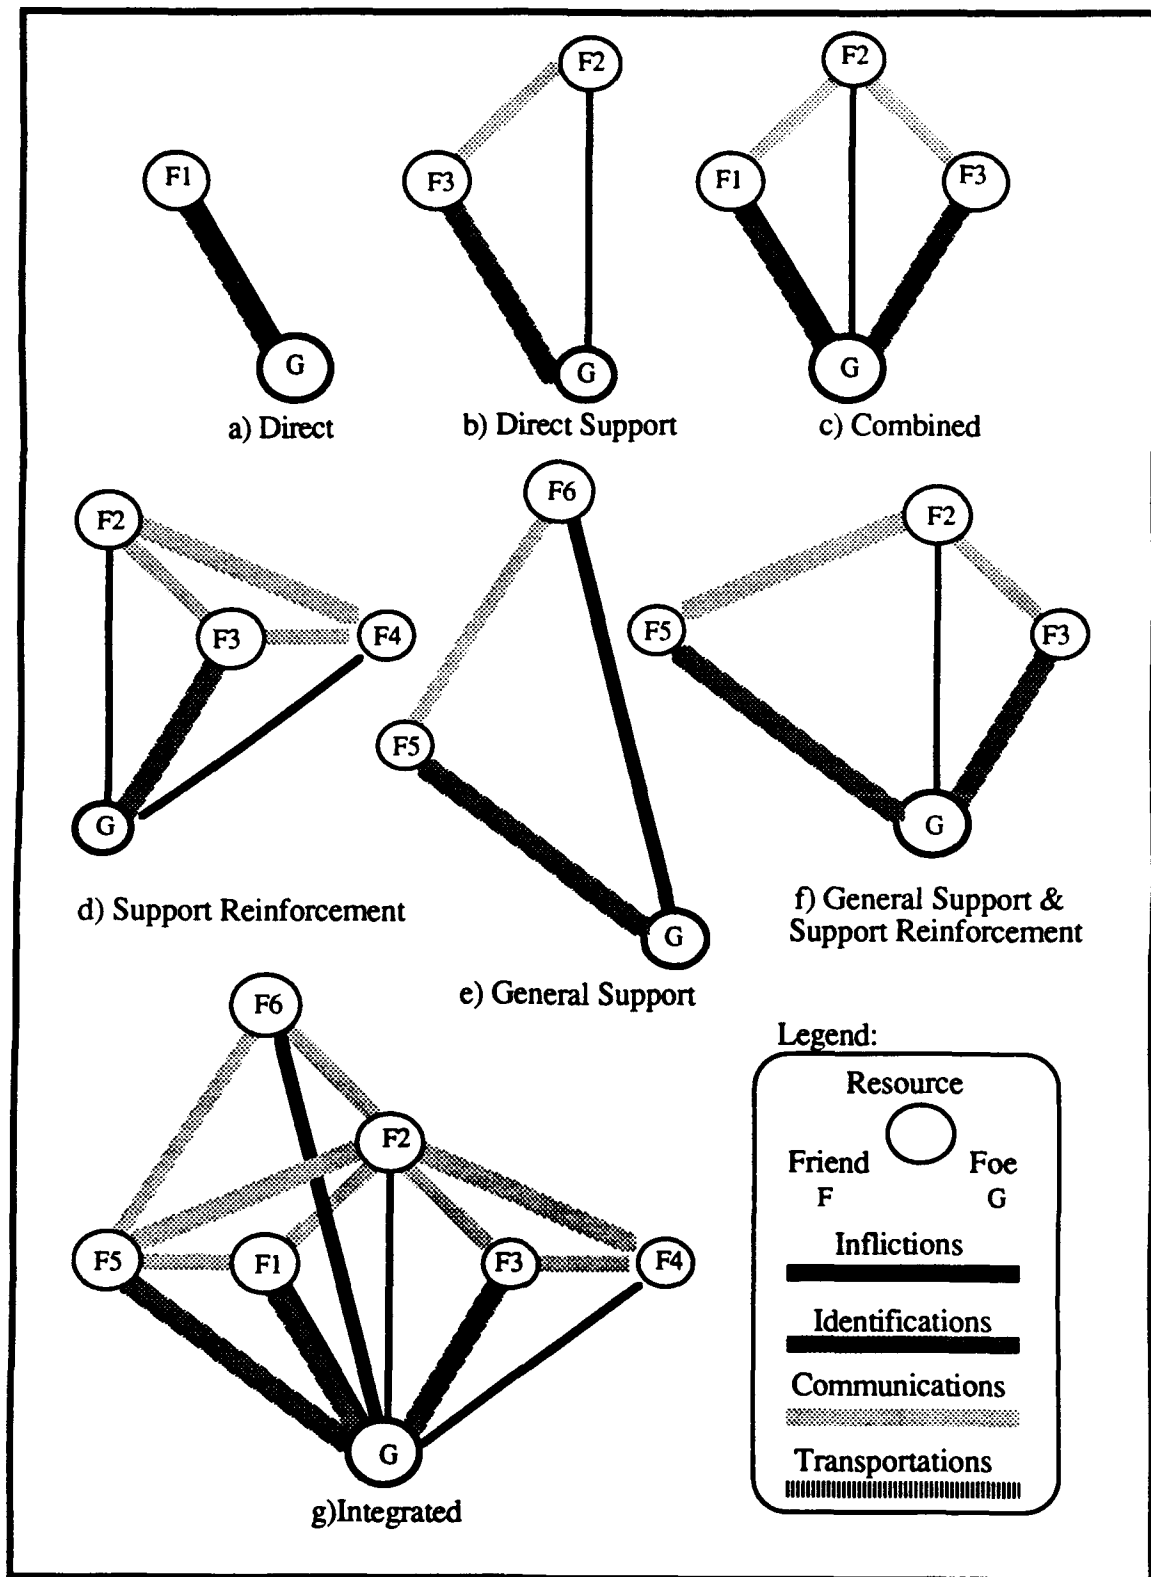 F1
G
a) Direct
F2
F3
G
b) Direct Support
F2
F1
F3
G
c) Combined
F2
F3
F4
G
d) Support Reinforcement
F6
F5
G
e) General Support
F2
F5
F3
G
f) General Support &
Support Reinforcement
F6
F2
F5
F1
F3
F4
G
g)Integrated
Legend:
Resource
Friend
Foe
F
G
Inflictions
Identifications
Communications
Transportations